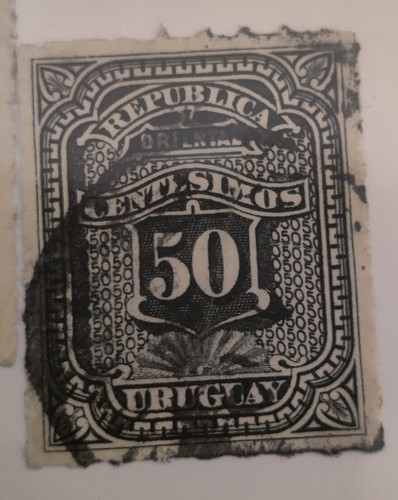 REPUBLICA
ORIENTAL
CENTESIMOS
50
URUGUAY